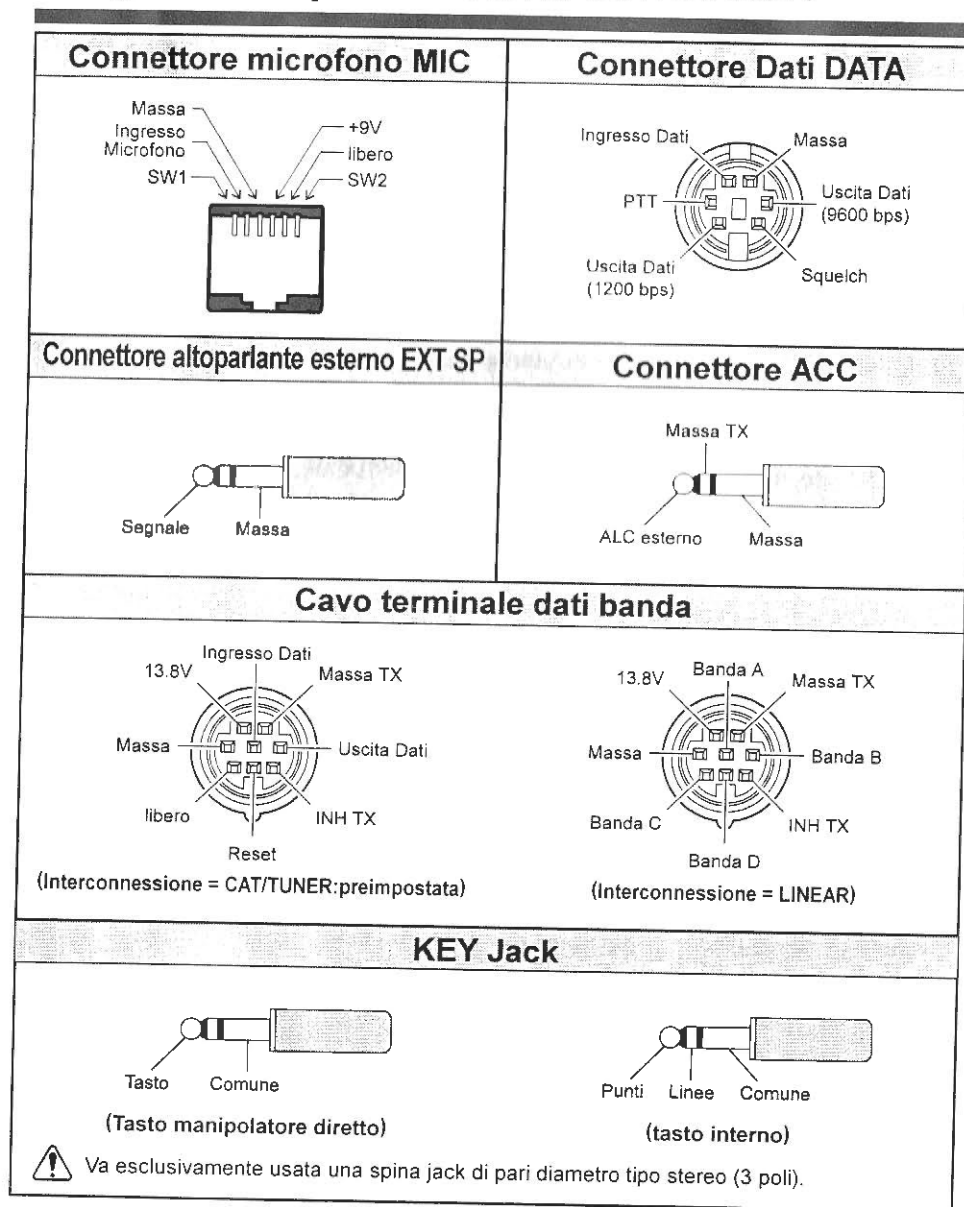 Connettore microfono MIC
Massa
Ingresso
Microfono
SW1
+9V
libero
SW2
Connettore Dati DATA
Ingresso Dati
Massa
PTT
Uscita Dati
(9600 bps)
Uscita Dati
(1200 bps)
Squelch
Connettore altoparlante esterno EXT SP
Segnale
Massa
Connettore ACC
Massa TX
ALC esterno
Massa
Cavo terminale dati banda
Ingresso Dati
13.8V
Massa TX
Massa
Uscita Dati
libero
INH TX
Reset
(Interconnessione = CAT/TUNER:preimpostata)
Banda A
13.8V
Massa TX
Massa
Banda B
Banda C
INH TX
Banda D
(Interconnessione = LINEAR)
KEY Jack
Tasto
Comune
(Tasto manipolatore diretto)
Punti
Linee
Comune
(tasto interno)
Va esclusivamente usata una spina jack di pari diametro tipo stereo (3 poli).